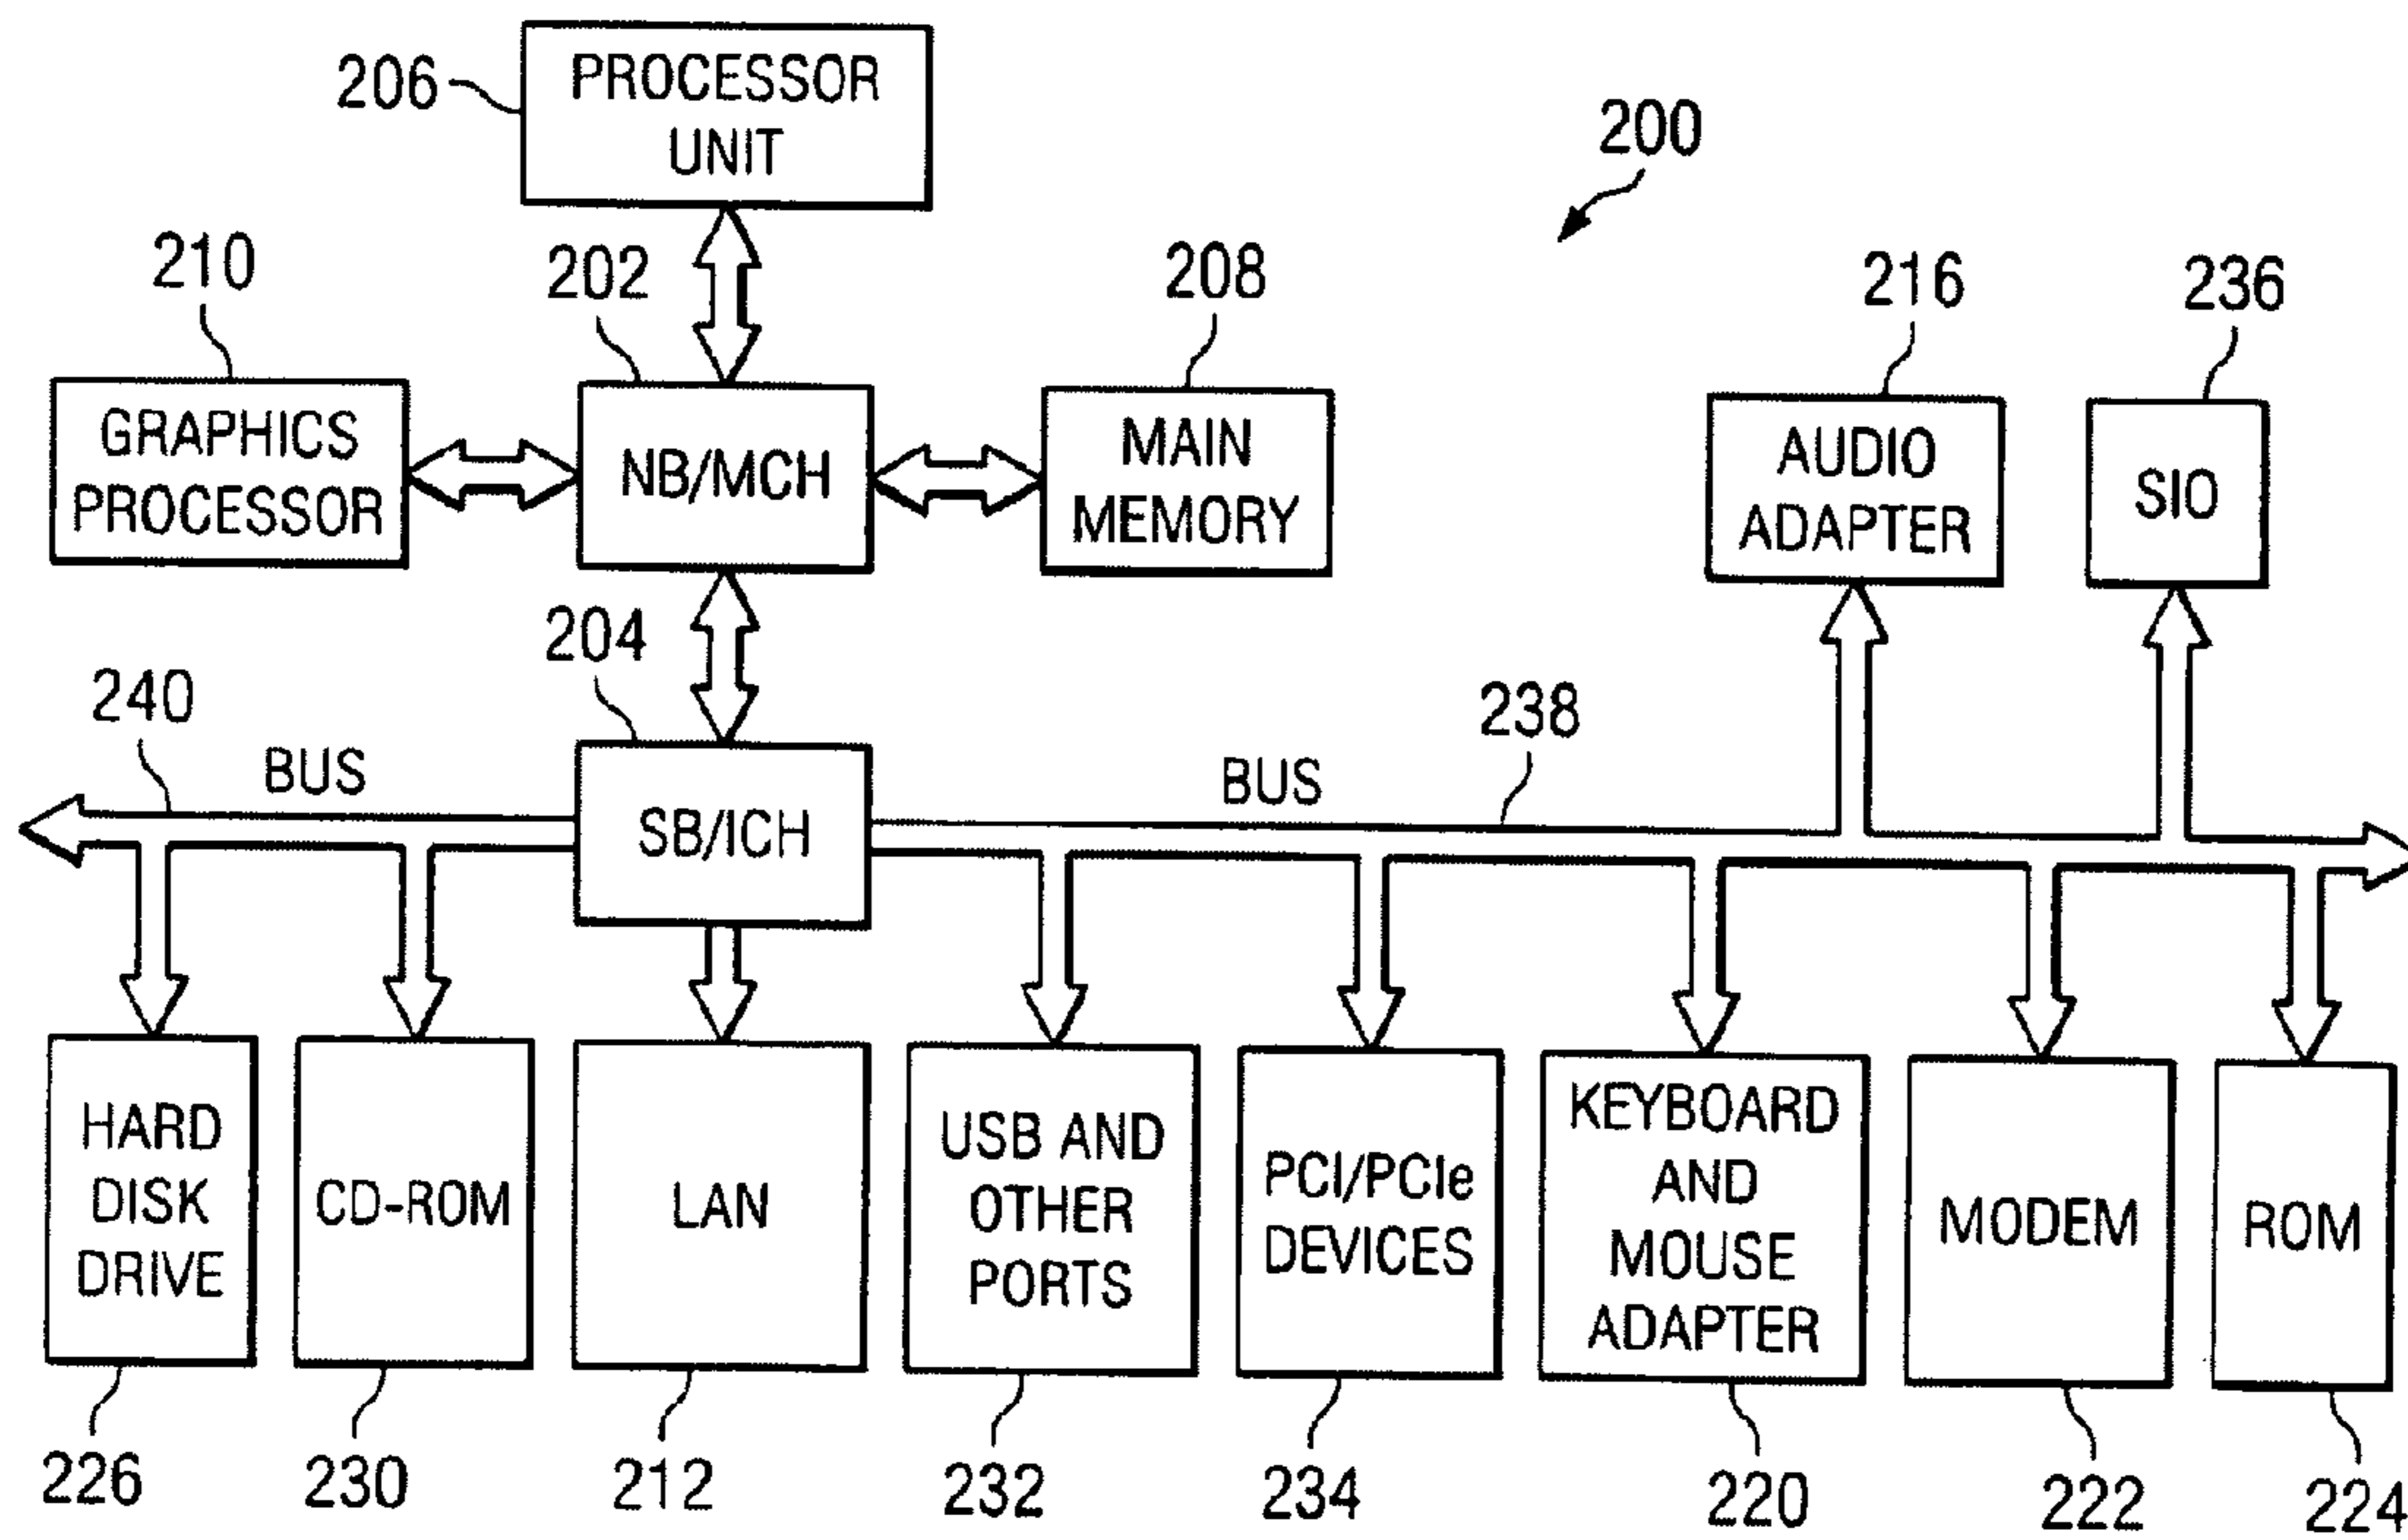 206
PROCESSOR
UNIT
200
210
202
208
216
236
GRAPHICS
PROCESSOR
NB/MCH
MAIN
MEMORY
AUDIO
ADAPTER
SIO
204
240
BUS
238
BUS
SB/ICH
HARD
DISK
DRIVE
CD-ROM
LAN
USB AND
OTHER
PORTS
PCI/PCIe
DEVICES
KEYBOARD
AND
MOUSE
ADAPTER
MODEM
ROM
226
230
212
232
234
220
222
224